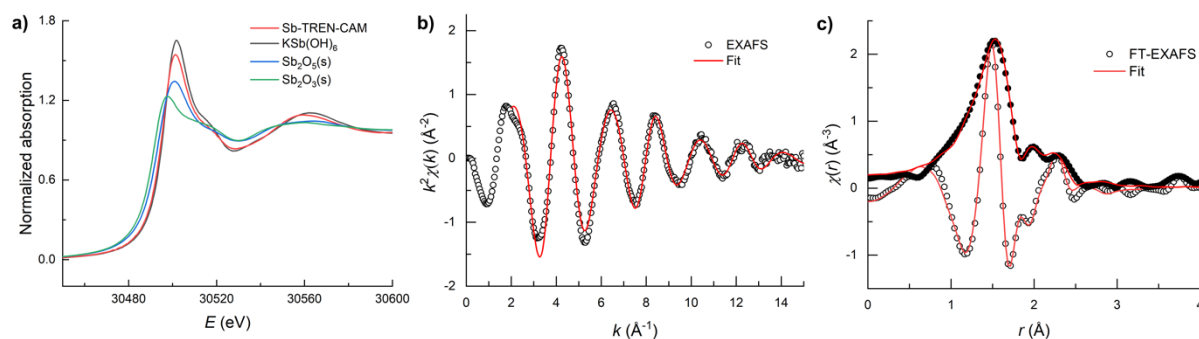 a)
1.8
1.2
0.6
0.0
Normalized absorption
Sb-TREN-CAM
KSb(OH)₆
Sb₂O₅(s)
Sb₂O₃(s)
30480 30520 30560 30600
E (eV)
b)
2
1
0
-1
-2
k²χ(k) (Å⁻²)
EXAFS
Fit
0 2 4 6 8 10 12 14
k (Å⁻¹)
c)
2
1
0
-1
χ(r) (Å⁻³)
FT-EXAFS
Fit
0 1 2 3 4
r (Å)